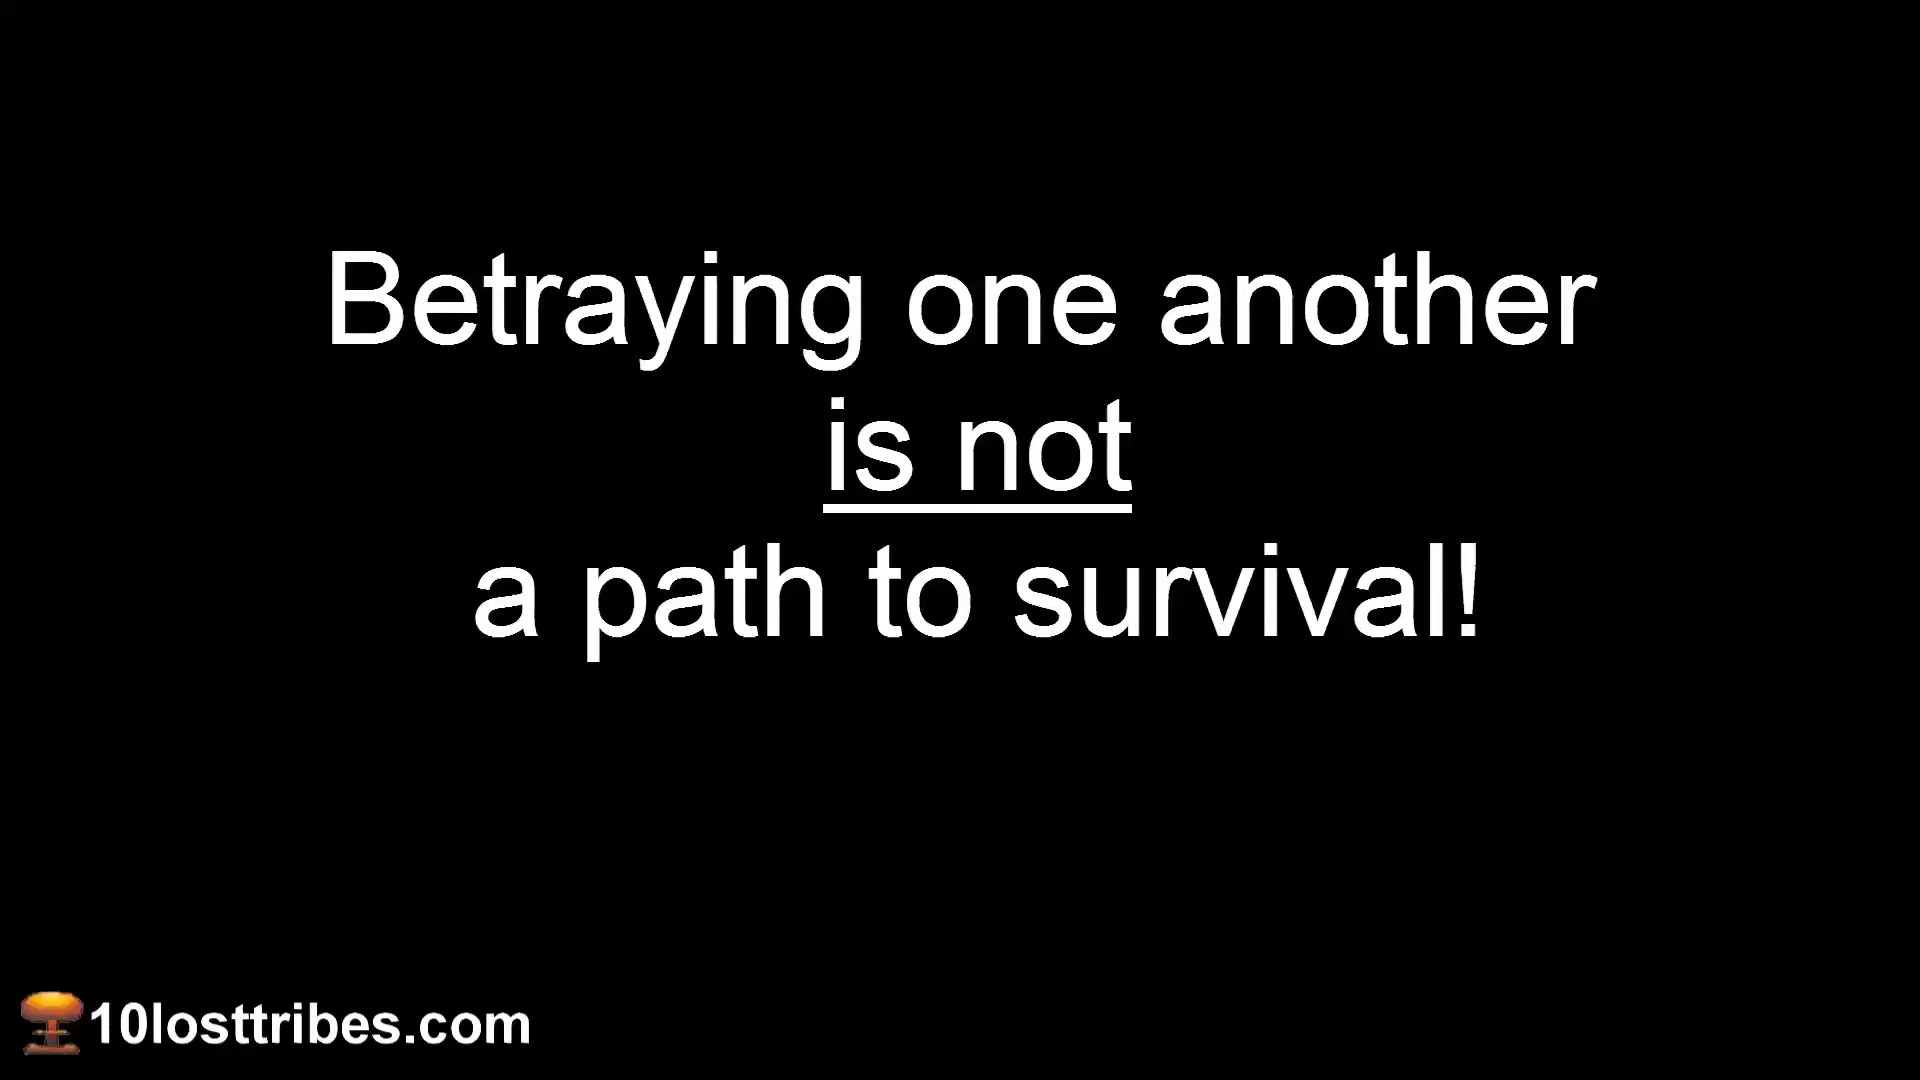 Betraying one another
is not
a path to survival!
10losttribes.com